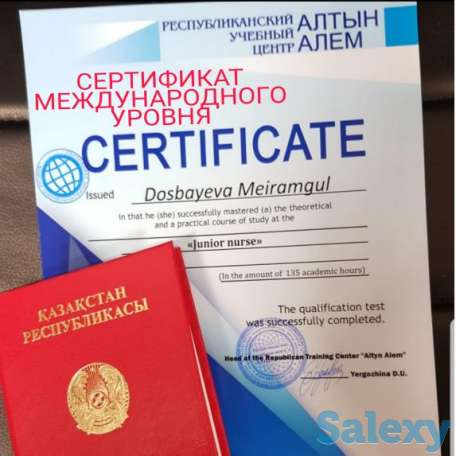 РЕСПУБЛИКАНСКИЙ
УЧЕБНЫЙ
ЦЕНТР
АЛТЫН
АЛЕМ
СЕРТИФИКАТ
МЕЖДУНАРОДНОГО
УРОВНЯ
CERTIFICATE
Issued Dosbayeva Meiramgul
In that he (she) successfully mastered (a) the theoretical
and a practical course of study at the
«Junior nurse»
(In the amount of 135 academic hours)
The qualification test
was successfully completed.
Head of the Republican Training Center "Altyn Alem"
Yergozhina D.U.
ҚАЗАҚСТАН
РЕСПУБЛИКАСЫ
Salexy